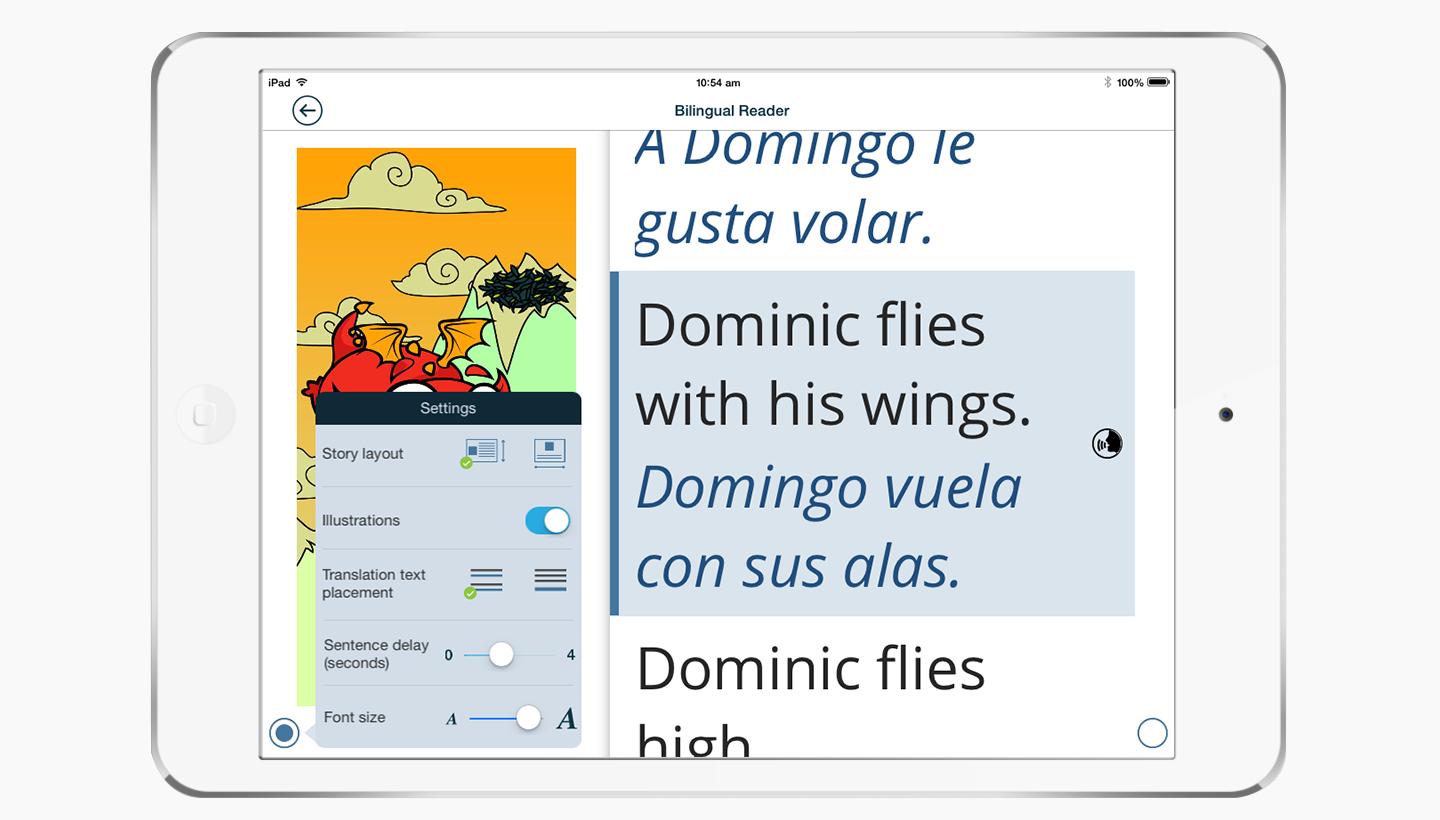 iPad
10:54 am
100%
Bilingual Reader
A Domingo le
gusta volar.
Dominic flies
with his wings.
Domingo vuela
con sus alas.
Dominic flies
high
Settings
Story layout
Illustrations
Translation text
placement
Sentence delay
(seconds)
0
4
Font size
A
A